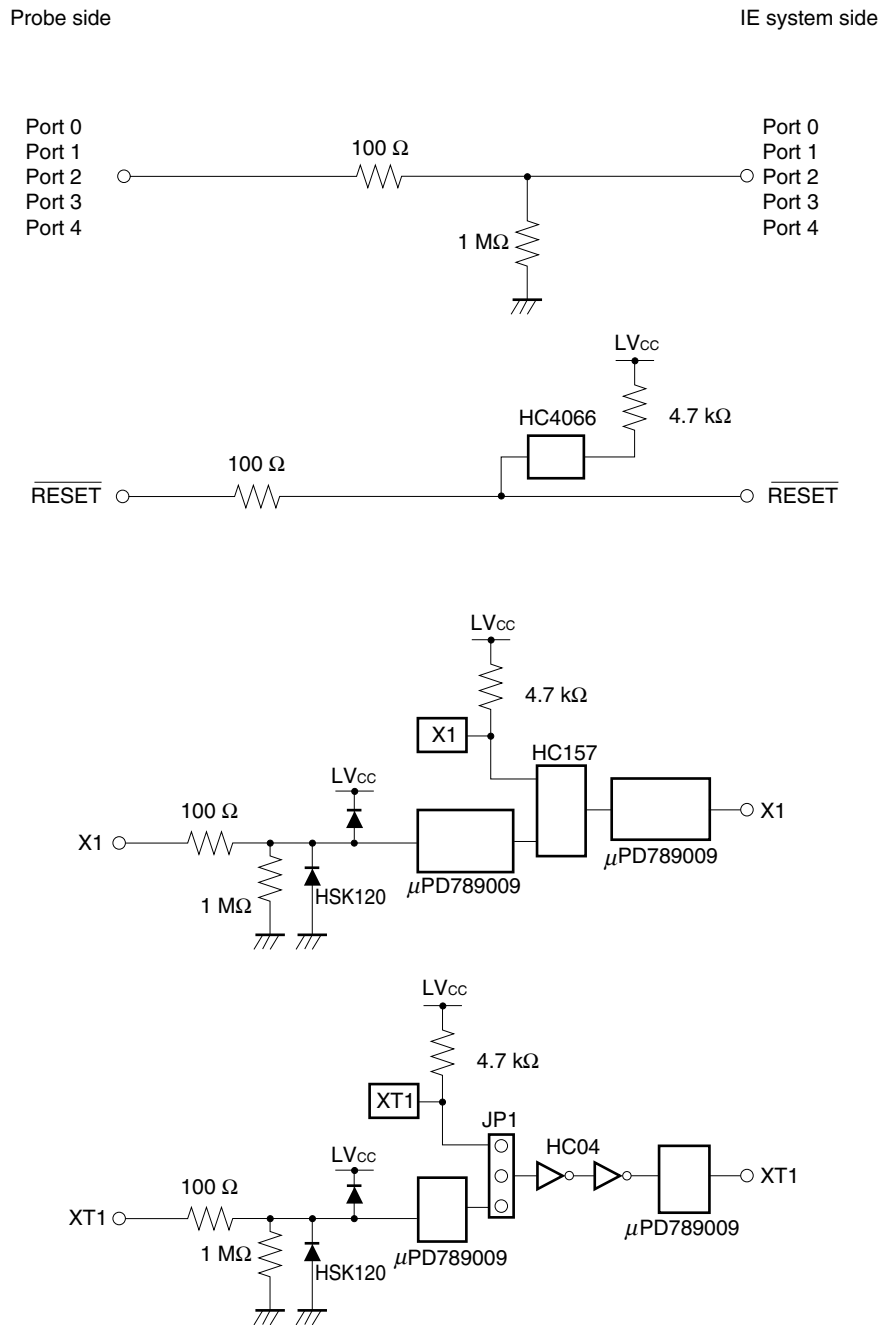 Probe side
IE system side
Port 0
Port 1
Port 2
Port 3
Port 4
100 Ω
1 MΩ
Port 0
Port 1
Port 2
Port 3
Port 4
LVCC
HC4066
4.7 kΩ
100 Ω
RESET
RESET
LVCC
4.7 kΩ
X1
HC157
LVCC
100 Ω
X1
X1
1 MΩ
HSK120
μPD789009
μPD789009
LVCC
4.7 kΩ
XT1
JP1
HC04
LVCC
100 Ω
XT1
XT1
1 MΩ
HSK120
μPD789009
μPD789009